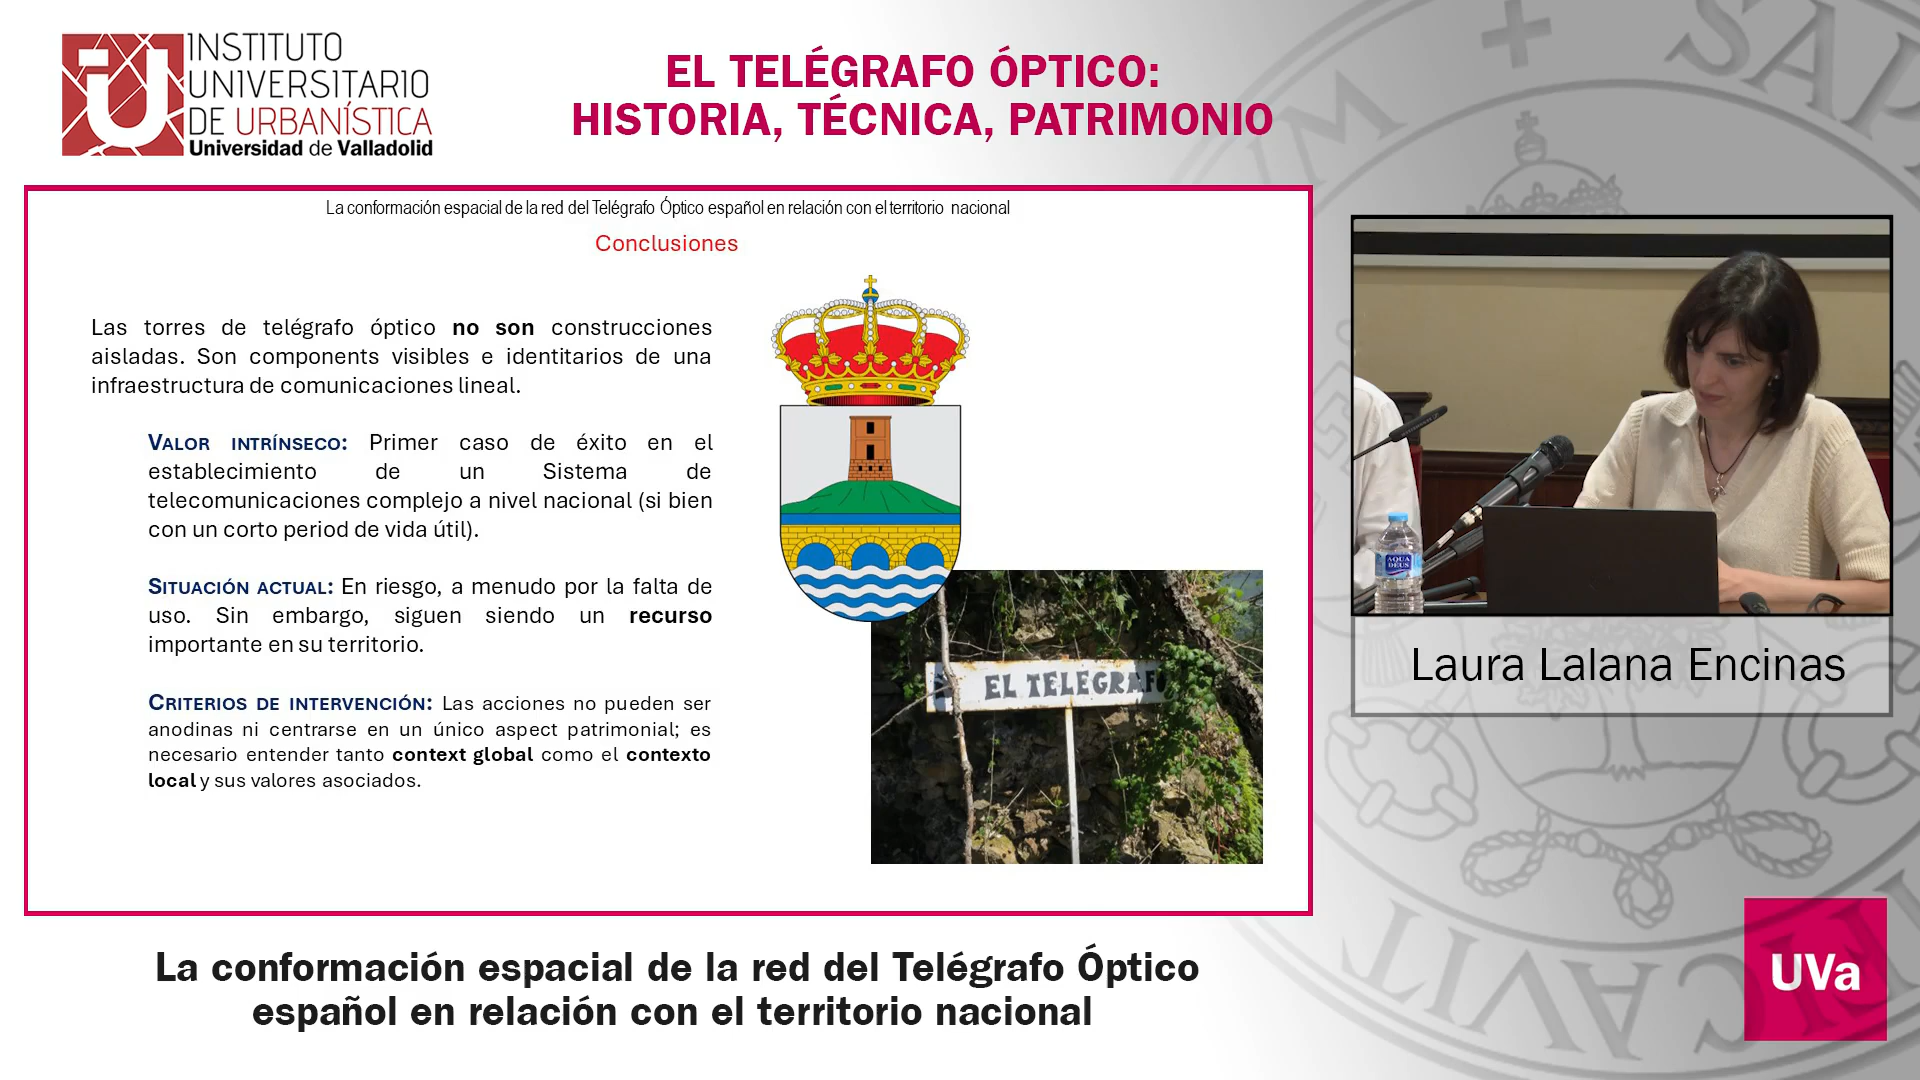 INSTITUTO
UNIVERSITARIO
DE URBANÍSTICA
Universidad de Valladolid
EL TELÉGRAFO ÓPTICO:
HISTORIA, TÉCNICA, PATRIMONIO
La conformación espacial de la red del Telégrafo Óptico español en relación con el territorio nacional
Conclusiones
Las torres de telégrafo óptico no son construcciones
aisladas. Son components visibles e identitarios de una
infraestructura de comunicaciones lineal.
VALOR INTRÍNSECO: Primer caso de éxito en el
establecimiento de un Sistema de
telecomunicaciones complejo a nivel nacional (si bien
con un corto period de vida útil).
SITUACIÓN ACTUAL: En riesgo, a menudo por la falta de
uso. Sin embargo, siguen siendo un recurso
importante en su territorio.
CRITERIOS DE INTERVENCIÓN: Las acciones no pueden ser
anodinas ni centrarse en un único aspect patrimonial; es
necesario entender tanto context global como el contexto
local y sus valores asociados.
EL TELEGRAFO
AQUA
DEUS
Laura Lalana Encinas
La conformación espacial de la red del Telégrafo Óptico
español en relación con el territorio nacional
UVa